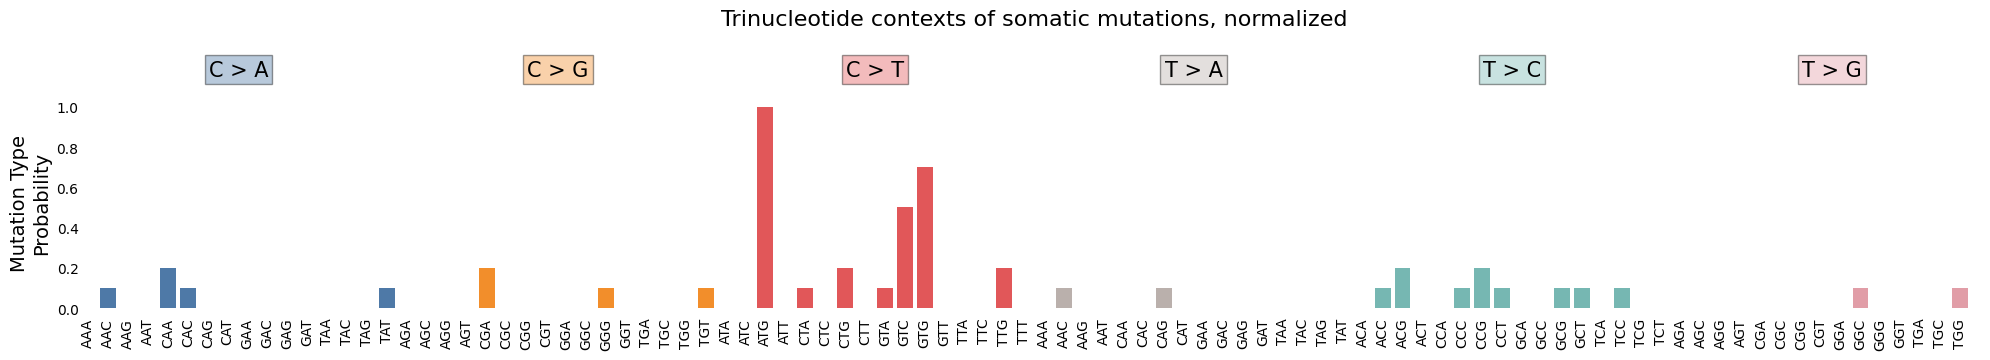 Trinucleotide contexts of somatic mutations, normalized
C > A
C > G
C > T
T > A
T > C
T > G
Mutation Type
Probability
1.0
0.8
0.6
0.4
0.2
0.0
AAA
AAC
AAG
AAT
CAA
CAC
CAG
CAT
GAA
GAC
GAG
GAT
TAA
TAC
TAG
TAT
AGA
AGC
AGG
AGT
CGA
CGC
CGG
CGT
GGA
GGC
GGG
GGT
TGA
TGC
TGG
TGT
ATA
ATC
ATG
ATT
CTA
CTC
CTG
CTT
GTA
GTC
GTG
GTT
TTA
TTC
TTG
TTT
AAA
AAC
AAG
AAT
CAA
CAC
CAG
CAT
GAA
GAC
GAG
GAT
TAA
TAC
TAG
TAT
ACA
ACC
ACG
ACT
CCA
CCC
CCG
CCT
GCA
GCC
GCG
GCT
TCA
TCC
TCG
TCT
AGA
AGC
AGG
AGT
CGA
CGC
CGG
CGT
GGA
GGC
GGG
GGT
TGA
TGC
TGG